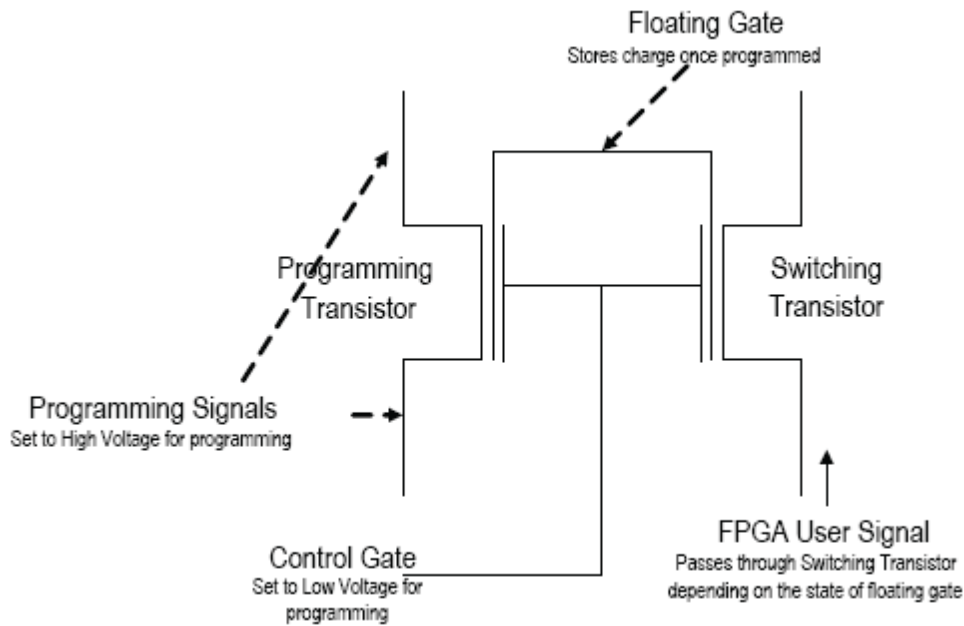 Floating Gate
Stores charge once programmed
Programming
Transistor
Switching
Transistor
Programming Signals
Set to High Voltage for programming
FPGA User Signal
Passes through Switching Transistor
depending on the state of floating gate
Control Gate
Set to Low Voltage for
programming